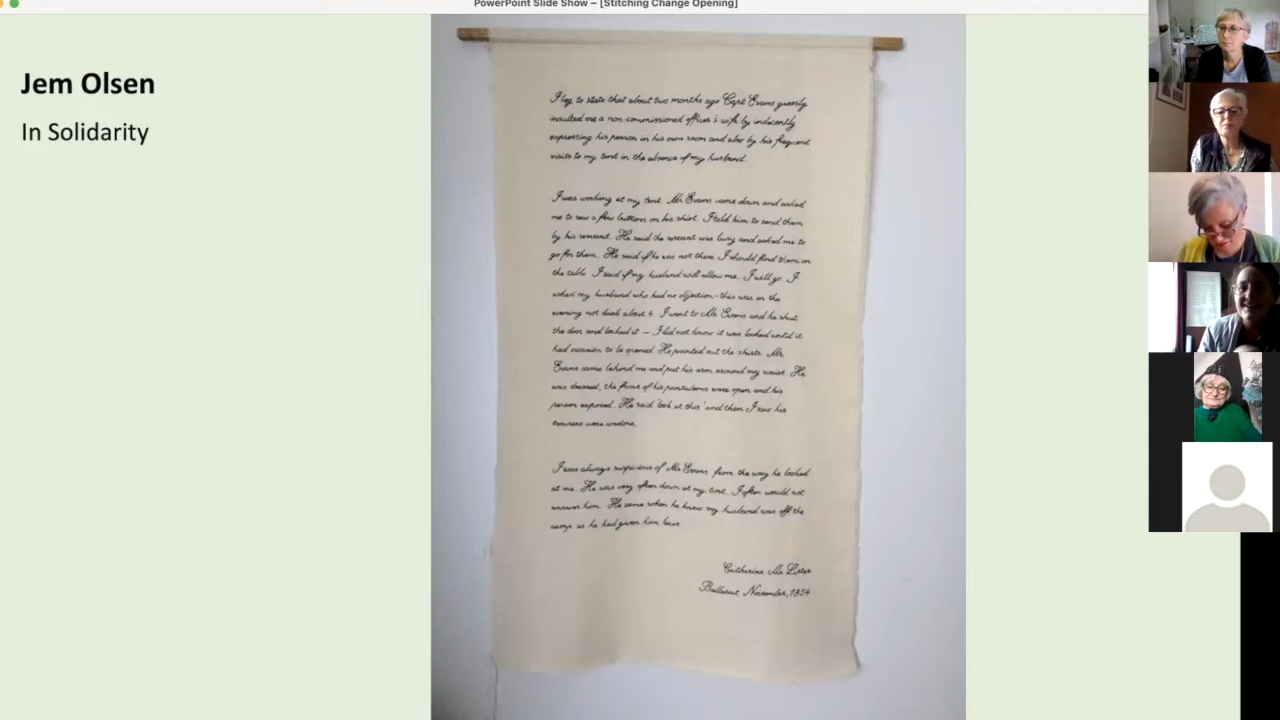 PowerPoint Slide Show – [Stitching Change Opening]
Jem Olsen
In Solidarity
I beg to state that about two months ago Capt Evans grossly
insulted me a non commissioned officer's wife by indecently
expressing his person in his own room and also by his frequent
visits to my tent in the absence of my husband.
I was working at my tent. Mr Evans came down and asked
me to sew a few buttons on his shirt. I told him to send them
by his servant. He said the servant was busy and asked me to
go for them. He said if he was not there I should find them on
the table. I said if my husband will allow me, I will go. I
asked my husband who had no objection - this was in the
evening not dark about 6. I went to Mr Evans and he shut
the door and locked it – I did not know it was locked until it
had occasion to be opened. He pointed out the shirts. Mr
Evans came behind me and put his arm around my waist. He
was dressed, the front of his pantaloons were open and his
person exposed. He said 'look at this' and then I saw his
trousers were undone.
I was always suspicious of Mr Evans from the way he looked
at me. He was very often down at my tent. I often would not
answer him. He came when he knew my husband was off the
camp as he had given him leave.
Catherine Mc Lister
Ballarat, November, 1854